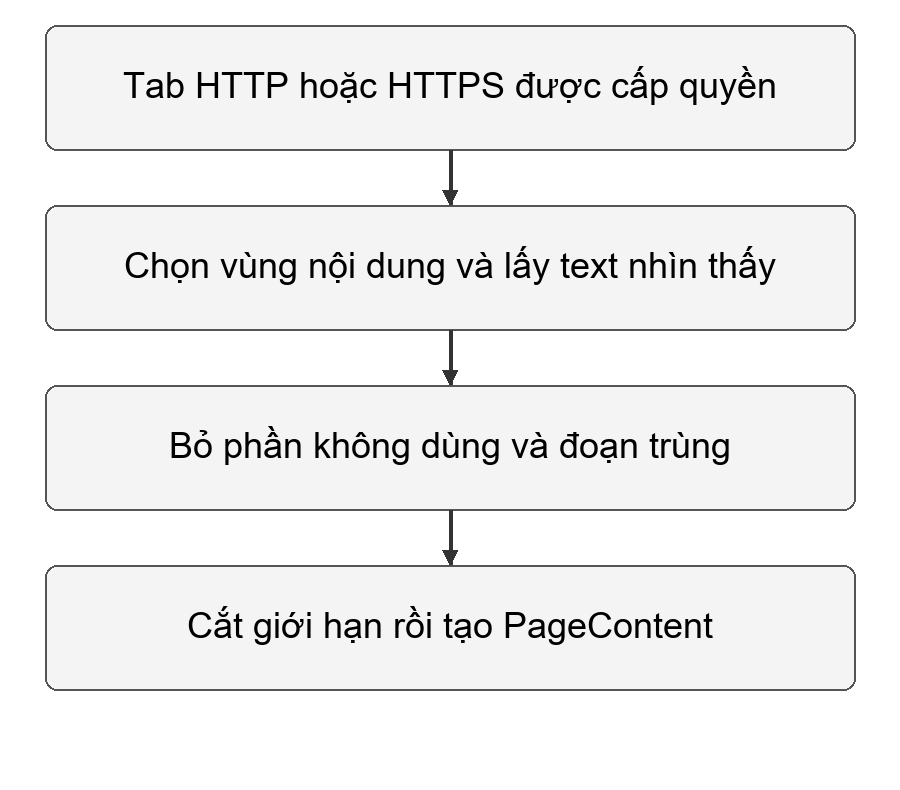 Tab HTTP hoặc HTTPS được cấp quyền
Chọn vùng nội dung và lấy text nhìn thấy
Bỏ phần không dùng và đoạn trùng
Cắt giới hạn rồi tạo PageContent